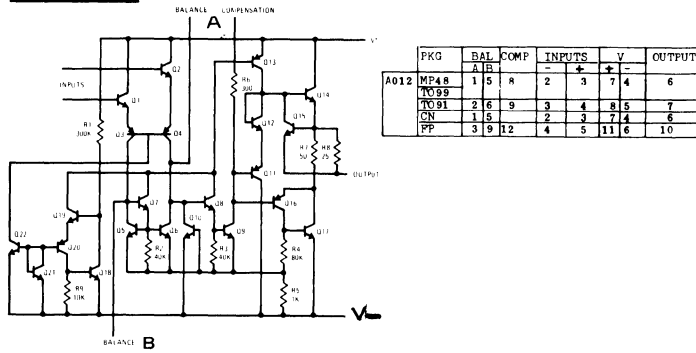 BALANCE COMPENSATION
A
V+
INPUTS
Q2
Q1
Q3
Q4
R1
300K
R6
300
Q13
Q14
Q15
Q12
R7
50
R8
25
Q11
OUTPUT
Q16
Q19
Q7
Q10
Q8
Q22
Q20
Q5
R2
40K
Q6
R3
40K
Q9
R4
80K
Q17
Q21
Q18
R9
10K
R5
1K
V-
BALANCE B
PKG BAL COMP INPUTS V OUTPUT
A B - + + -
A012 MP48 1 5 8 2 3 7 4 6
TO99
TO91 2 6 9 3 4 8 5 7
CN 1 5 2 3 7 4 6
FP 3 9 12 4 5 11 6 10